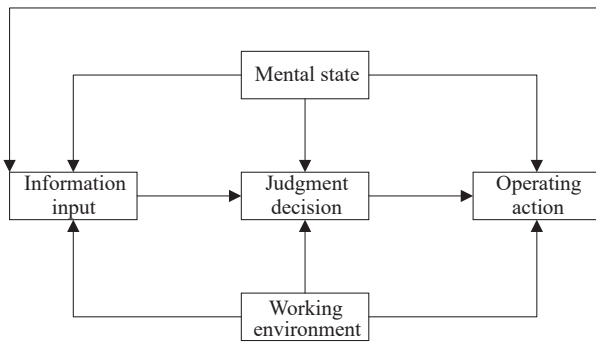 Mental state
Information
input
Judgment
decision
Operating
action
Working
environment